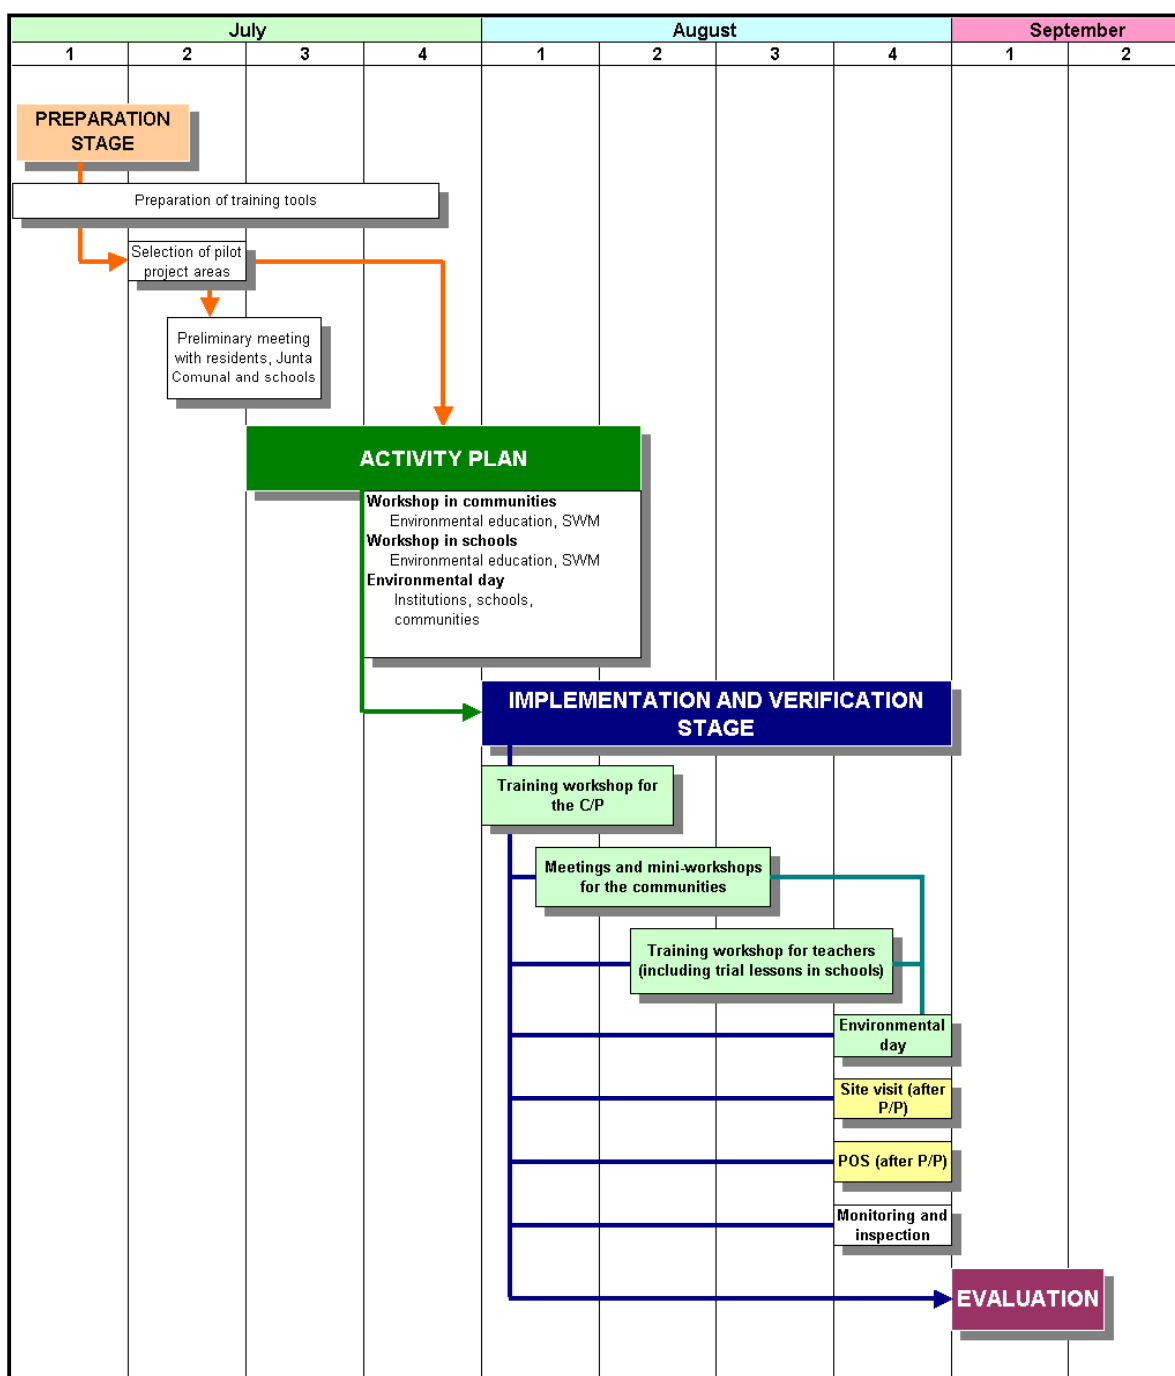 July August September
1 2 3 4 1 2 3 4 1 2
PREPARATION
STAGE
Preparation of training tools
Selection of pilot
project areas
Preliminary meeting
with residents, Junta
Comunal and schools
ACTIVITY PLAN
Workshop in communities
Environmental education, SWM
Workshop in schools
Environmental education, SWM
Environmental day
Institutions, schools,
communities
IMPLEMENTATION AND VERIFICATION
STAGE
Training workshop for
the C/P
Meetings and mini-workshops
for the communities
Training workshop for teachers
(including trial lessons in schools)
Environmental
day
Site visit (after
P/P)
POS (after P/P)
Monitoring and
inspection
EVALUATION